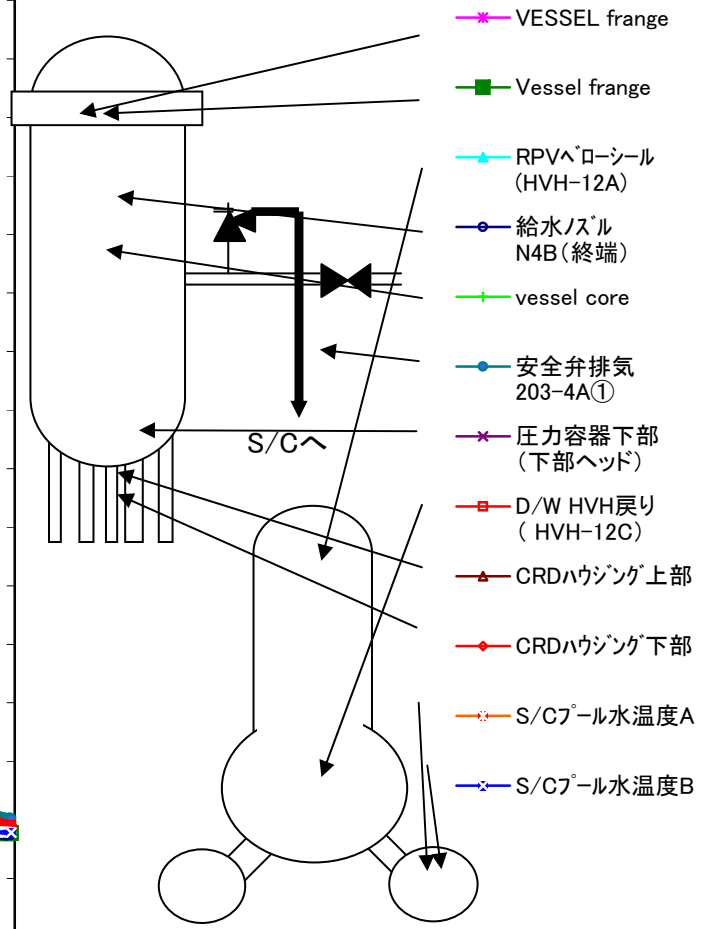 VESSEL frange
Vessel frange
RPVﾍﾞﾛｰｼｰﾙ
(HVH-12A)
給水ﾉｽﾞﾙ
N4B(終端)
vessel core
安全弁排気
203-4A①
圧力容器下部
(下部ﾍｯﾄﾞ)
D/W HVH戻り
( HVH-12C)
CRDﾊｳｼﾞﾝｸﾞ上部
CRDﾊｳｼﾞﾝｸﾞ下部
S/Cﾌﾟｰﾙ水温度A
S/Cﾌﾟｰﾙ水温度B
S/Cへ